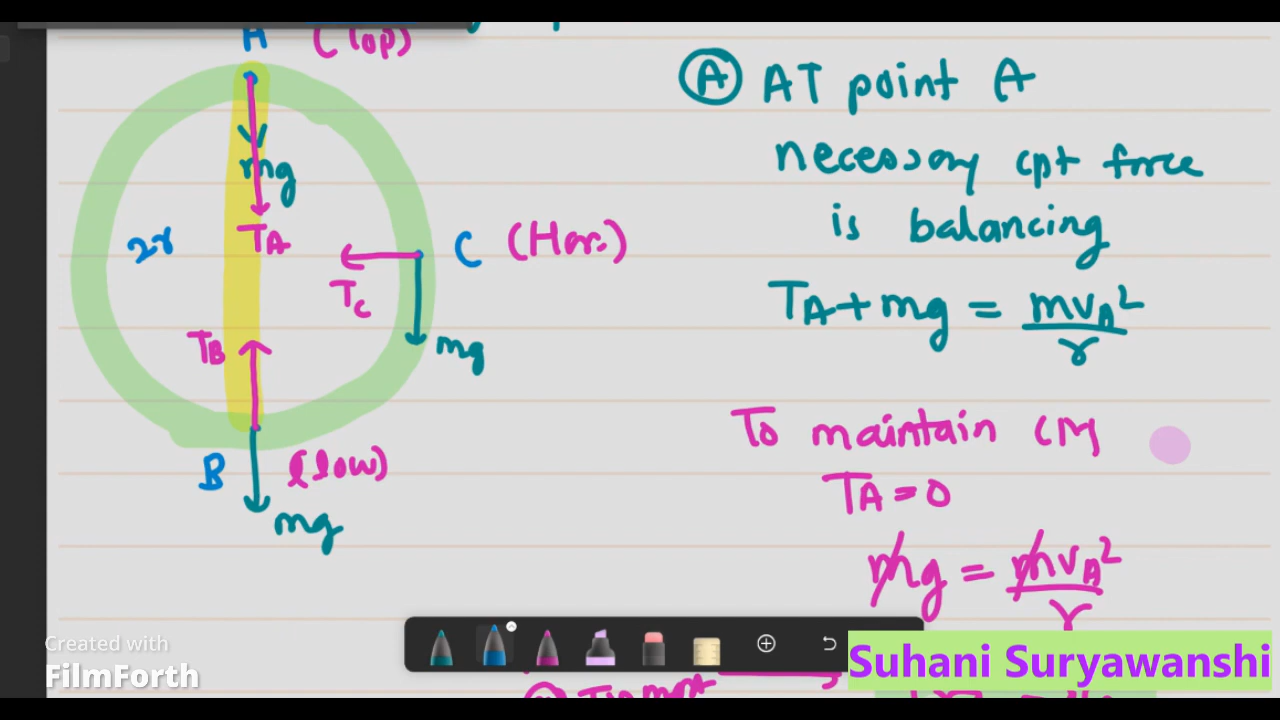 A (Top)
mg
TA
2r
C (Hor.)
TC
mg
TB
B (low)
mg
(A) AT point A
necessary cpt force
is balancing
TA + mg = mvA²
r
To maintain CM
TA = 0
mg = mvA²
r
Created with
FilmForth
Suhani Suryawanshi